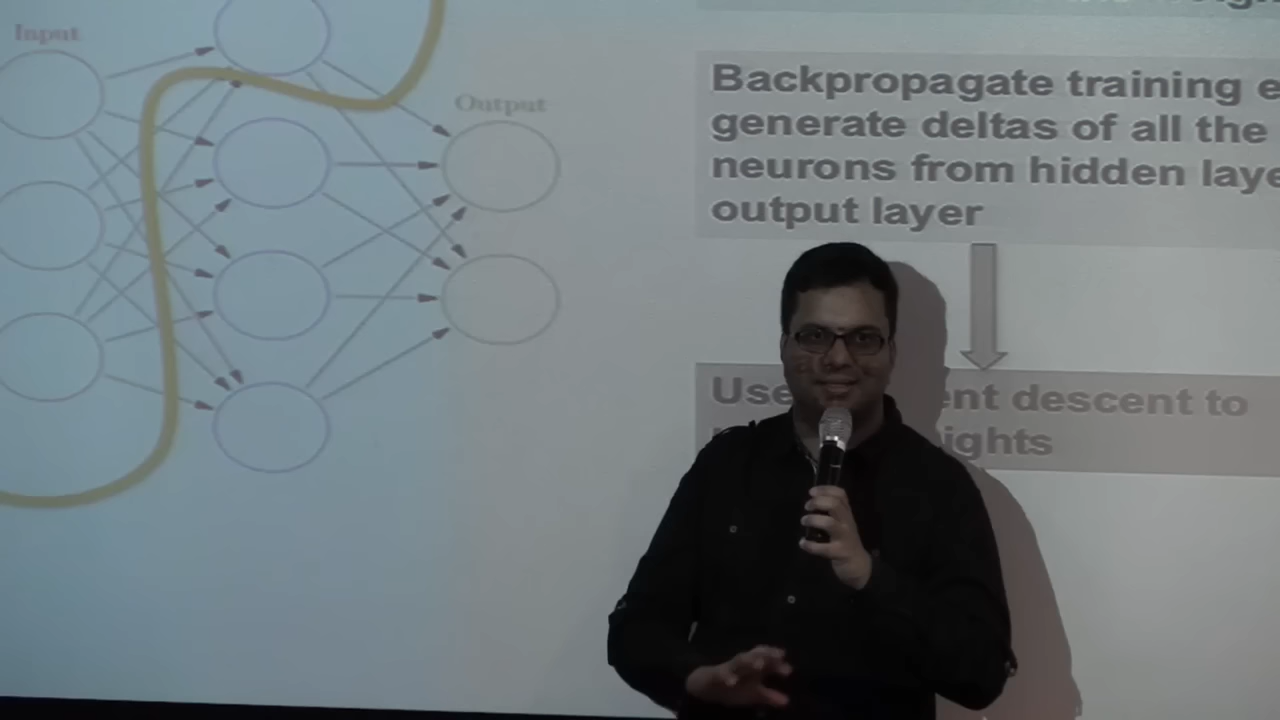 Input
Output
Backpropagate training e
generate deltas of all the
neurons from hidden laye
output layer
Use ent descent to
ights